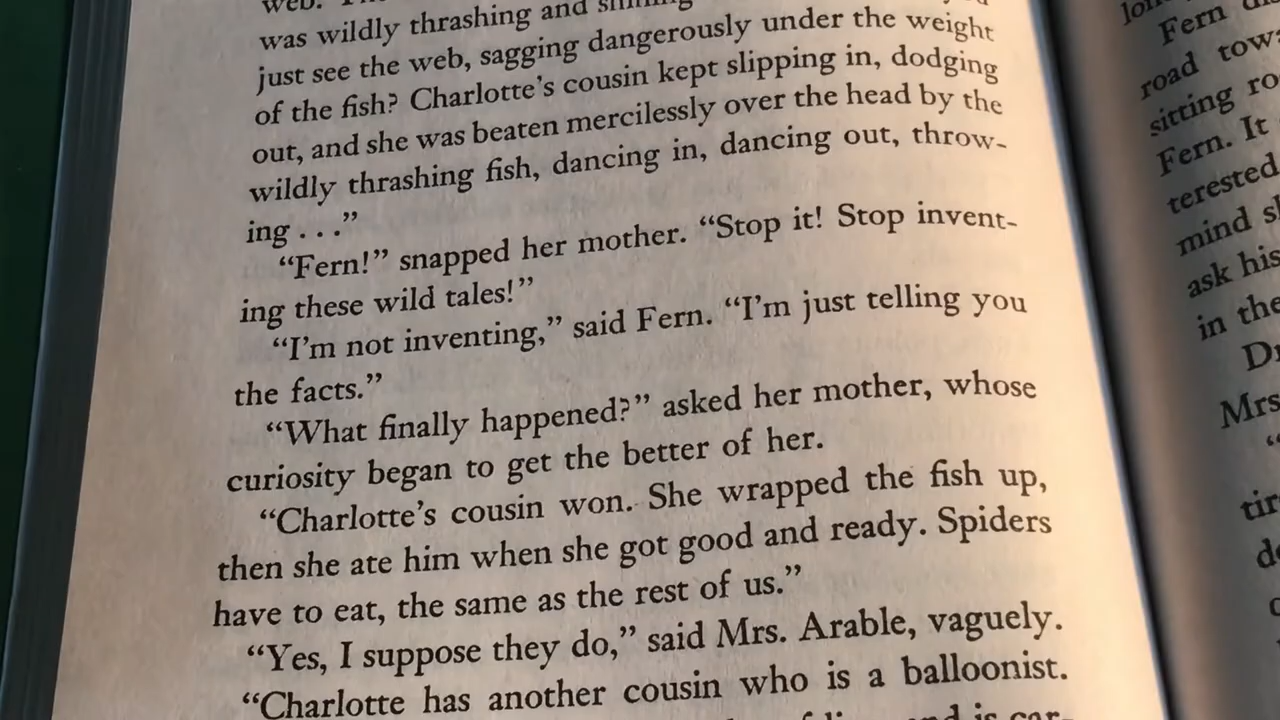 web.
was wildly thrashing and
just see the web, sagging dangerously under the weight
of the fish? Charlotte’s cousin kept slipping in, dodging
out, and she was beaten mercilessly over the head by the
wildly thrashing fish, dancing in, dancing out, throw-
ing . . .”
“Fern!” snapped her mother. “Stop it! Stop invent-
ing these wild tales!”
“I’m not inventing,” said Fern. “I’m just telling you
the facts.”
“What finally happened?” asked her mother, whose
curiosity began to get the better of her.
“Charlotte’s cousin won. She wrapped the fish up,
then she ate him when she got good and ready. Spiders
have to eat, the same as the rest of us.”
“Yes, I suppose they do,” said Mrs. Arable, vaguely.
“Charlotte has another cousin who is a balloonist.
and is car-
Fern
road
sitting
Fern. It
terested
mind
ask his
in the
Mrs